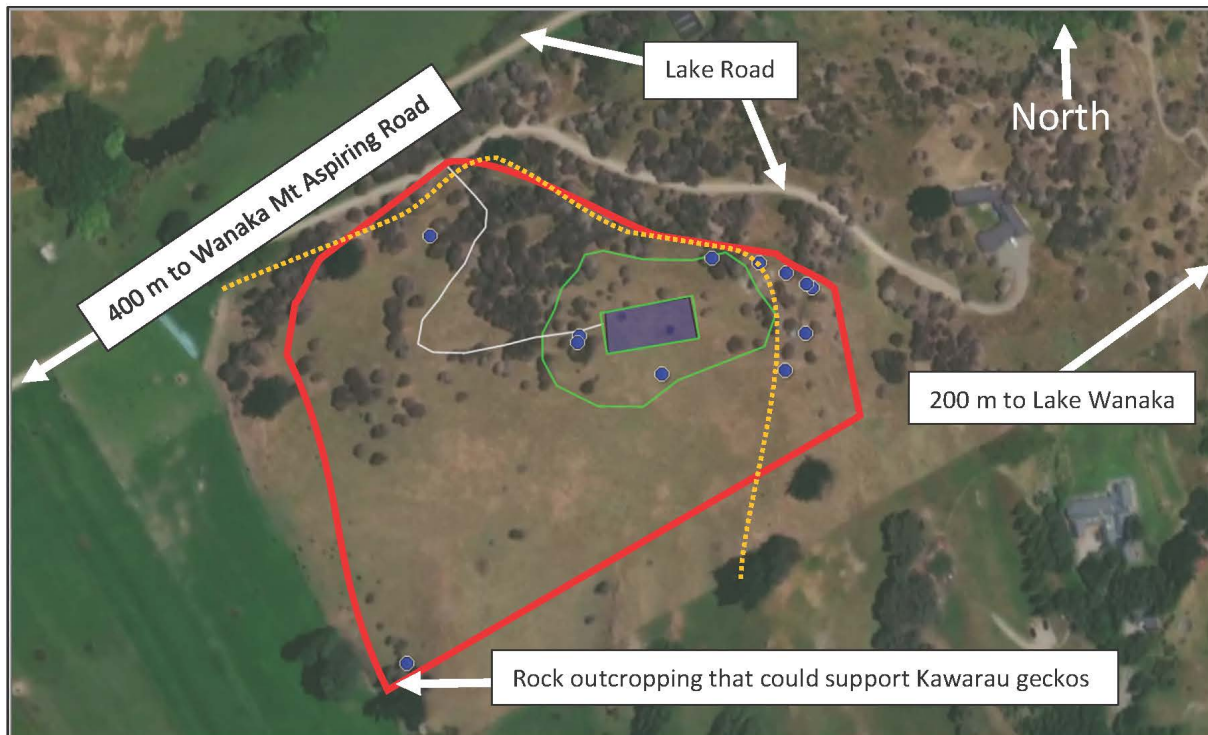 Lake Road
North
400 m to Wanaka Mt Aspiring Road
200 m to Lake Wanaka
Rock outcropping that could support Kawarau geckos